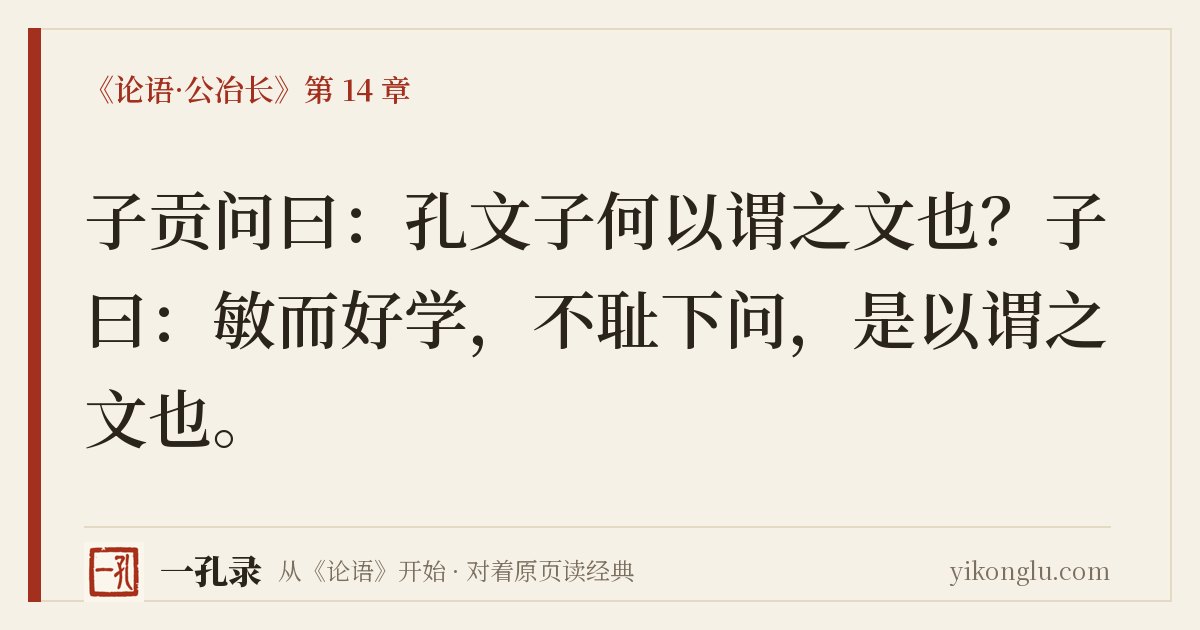 《论语·公冶长》第 14 章
子贡问曰：孔文子何以谓之文也？子
曰：敏而好学，不耻下问，是以谓之
文也。
一孔
一孔录 从《论语》开始 · 对着原页读经典
yikonglu.com